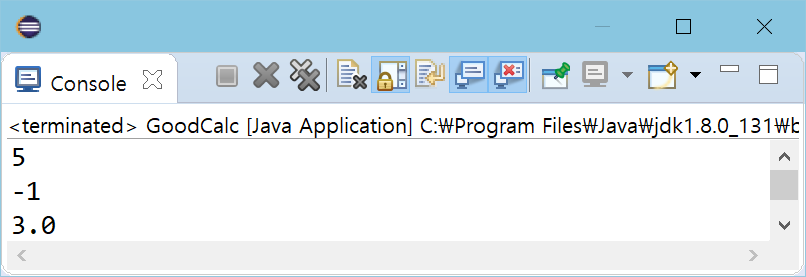 Console
<terminated> GoodCalc [Java Application] C:₩Program Files₩Java₩jdk1.8.0_131₩b
5
-1
3.0